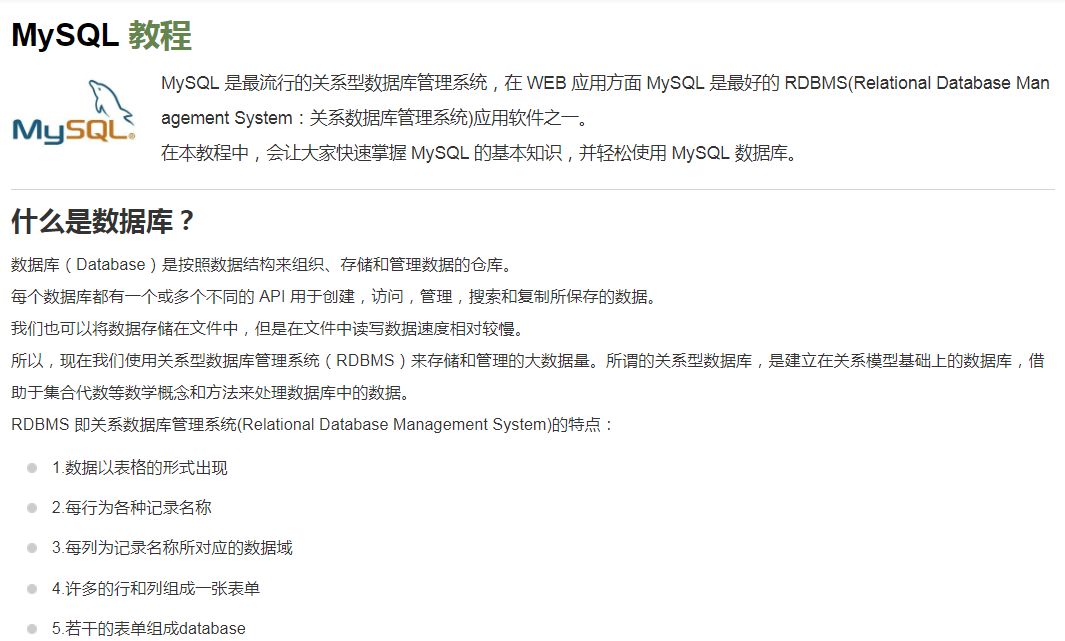 MySQL 教程
MySQL®
MySQL 是最流行的关系型数据库管理系统，在 WEB 应用方面 MySQL 是最好的 RDBMS(Relational Database Man
agement System：关系数据库管理系统)应用软件之一。
在本教程中，会让大家快速掌握 MySQL 的基本知识，并轻松使用 MySQL 数据库。
什么是数据库？
数据库（Database）是按照数据结构来组织、存储和管理数据的仓库。
每个数据库都有一个或多个不同的 API 用于创建，访问，管理，搜索和复制所保存的数据。
我们也可以将数据存储在文件中，但是在文件中读写数据速度相对较慢。
所以，现在我们使用关系型数据库管理系统（RDBMS）来存储和管理的大数据量。所谓的关系型数据库，是建立在关系模型基础上的数据库，借
助于集合代数等数学概念和方法来处理数据库中的数据。
RDBMS 即关系数据库管理系统(Relational Database Management System)的特点：
1.数据以表格的形式出现
2.每行为各种记录名称
3.每列为记录名称所对应的数据域
4.许多的行和列组成一张表单
5.若干的表单组成database